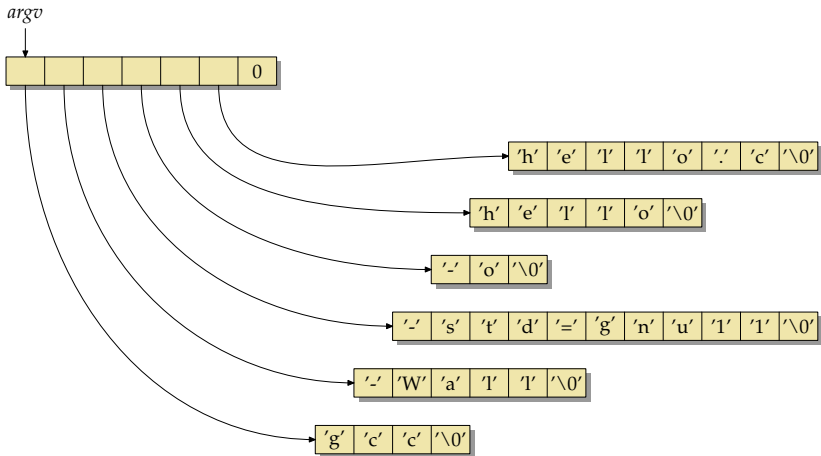 argv
0
'h' 'e' 'l' 'l' 'o' '.' 'c' '\0'
'h' 'e' 'l' 'l' 'o' '\0'
'-' 'o' '\0'
'-' 's' 't' 'd' '=' 'g' 'n' 'u' '1' '1' '\0'
'-' 'W' 'a' 'l' 'l' '\0'
'g' 'c' 'c' '\0'